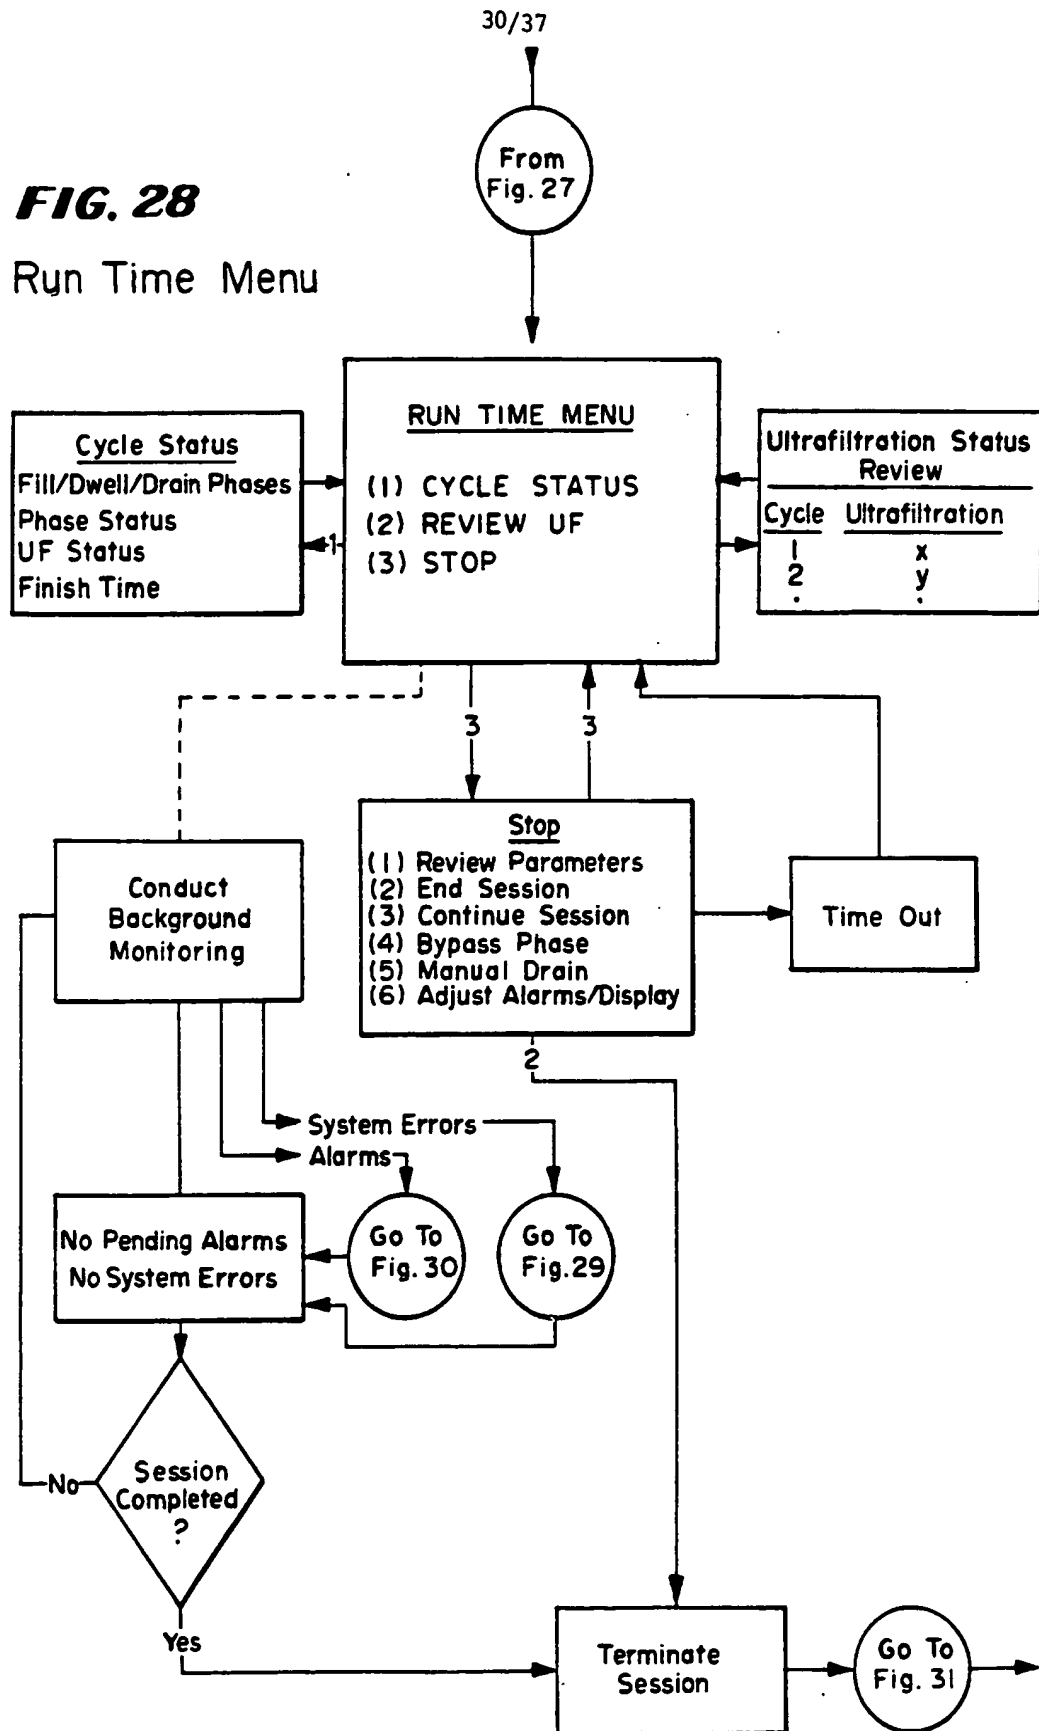 30/37
From
Fig. 27
FIG. 28
Run Time Menu
RUN TIME MENU
(1) CYCLE STATUS
(2) REVIEW UF
(3) STOP
Cycle Status
Fill/Dwell/Drain Phases
Phase Status
UF Status
Finish Time
1
Ultrafiltration Status
Review
Cycle Ultrafiltration
1 x
2 y
. .
3
3
Stop
(1) Review Parameters
(2) End Session
(3) Continue Session
(4) Bypass Phase
(5) Manual Drain
(6) Adjust Alarms/Display
Time Out
Conduct
Background
Monitoring
2
System Errors
Alarms
No Pending Alarms
No System Errors
Go To
Fig. 30
Go To
Fig. 29
Session
Completed
?
No
Yes
Terminate
Session
Go To
Fig. 31